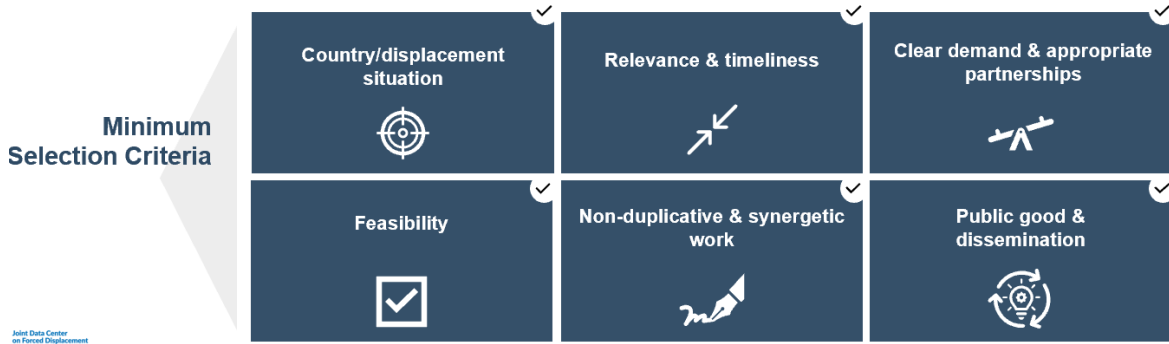 Minimum
Selection Criteria
Country/displacement
situation
Relevance & timeliness
Clear demand & appropriate
partnerships
Feasibility
Non-duplicative & synergetic
work
Public good &
dissemination
Joint Data Center
on Forced Displacement